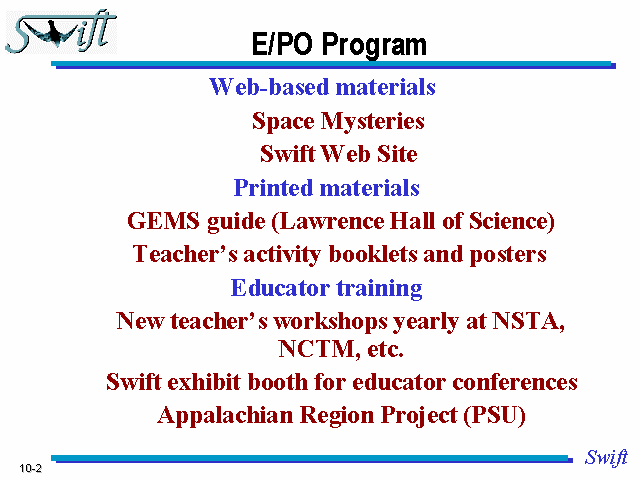 Swift
E/PO Program
Web-based materials
Space Mysteries
Swift Web Site
Printed materials
GEMS guide (Lawrence Hall of Science)
Teacher's activity booklets and posters
Educator training
New teacher's workshops yearly at NSTA,
NCTM, etc.
Swift exhibit booth for educator conferences
Appalachian Region Project (PSU)
10-2
Swift